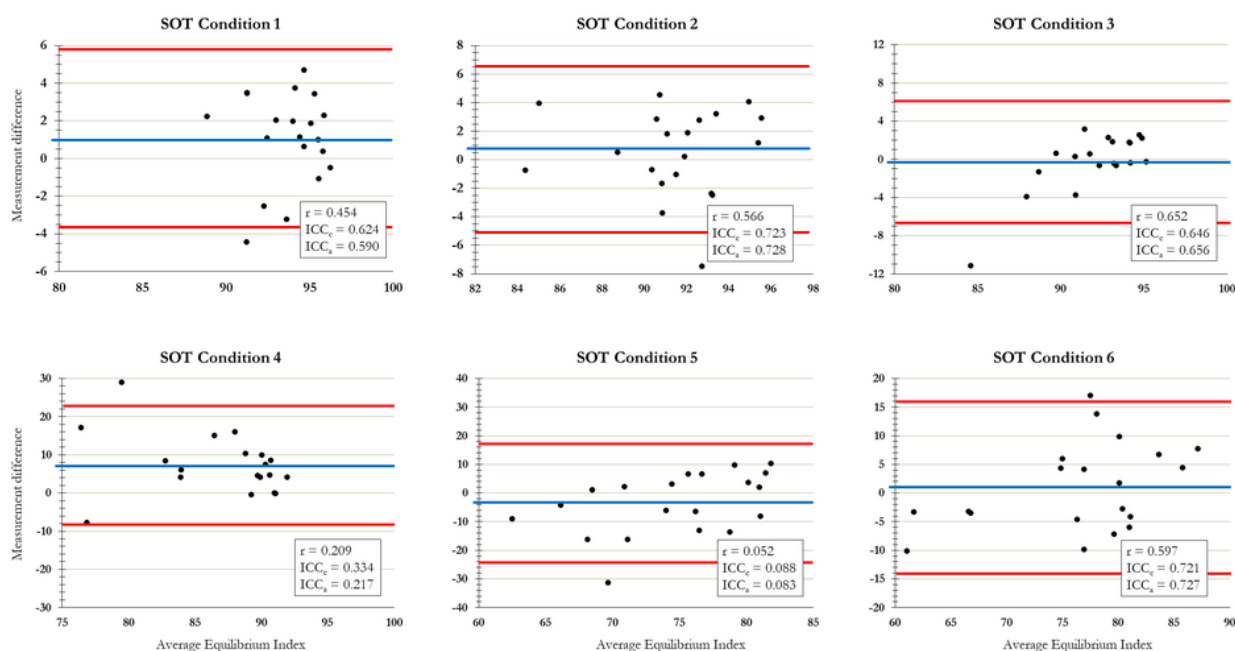 SOT Condition 1
Measurement difference
6
4
2
0
-2
-4
-6
80 85 90 95 100
r = 0.454
ICCc = 0.624
ICCa = 0.590
SOT Condition 2
8
6
4
2
0
-2
-4
-6
-8
82 84 86 88 90 92 94 96 98
r = 0.566
ICCc = 0.723
ICCa = 0.728
SOT Condition 3
12
8
4
0
-4
-8
-12
80 85 90 95 100
r = 0.652
ICCc = 0.646
ICCa = 0.656
SOT Condition 4
Measurement difference
30
20
10
0
-10
-20
-30
75 80 85 90 95 100
r = 0.209
ICCc = 0.334
ICCa = 0.217
Average Equilibrium Index
SOT Condition 5
40
30
20
10
0
-10
-20
-30
-40
60 65 70 75 80 85
r = 0.052
ICCc = 0.088
ICCa = 0.083
Average Equilibrium Index
SOT Condition 6
20
15
10
5
0
-5
-10
-15
-20
60 65 70 75 80 85 90
r = 0.597
ICCc = 0.721
ICCa = 0.727
Average Equilibrium Index